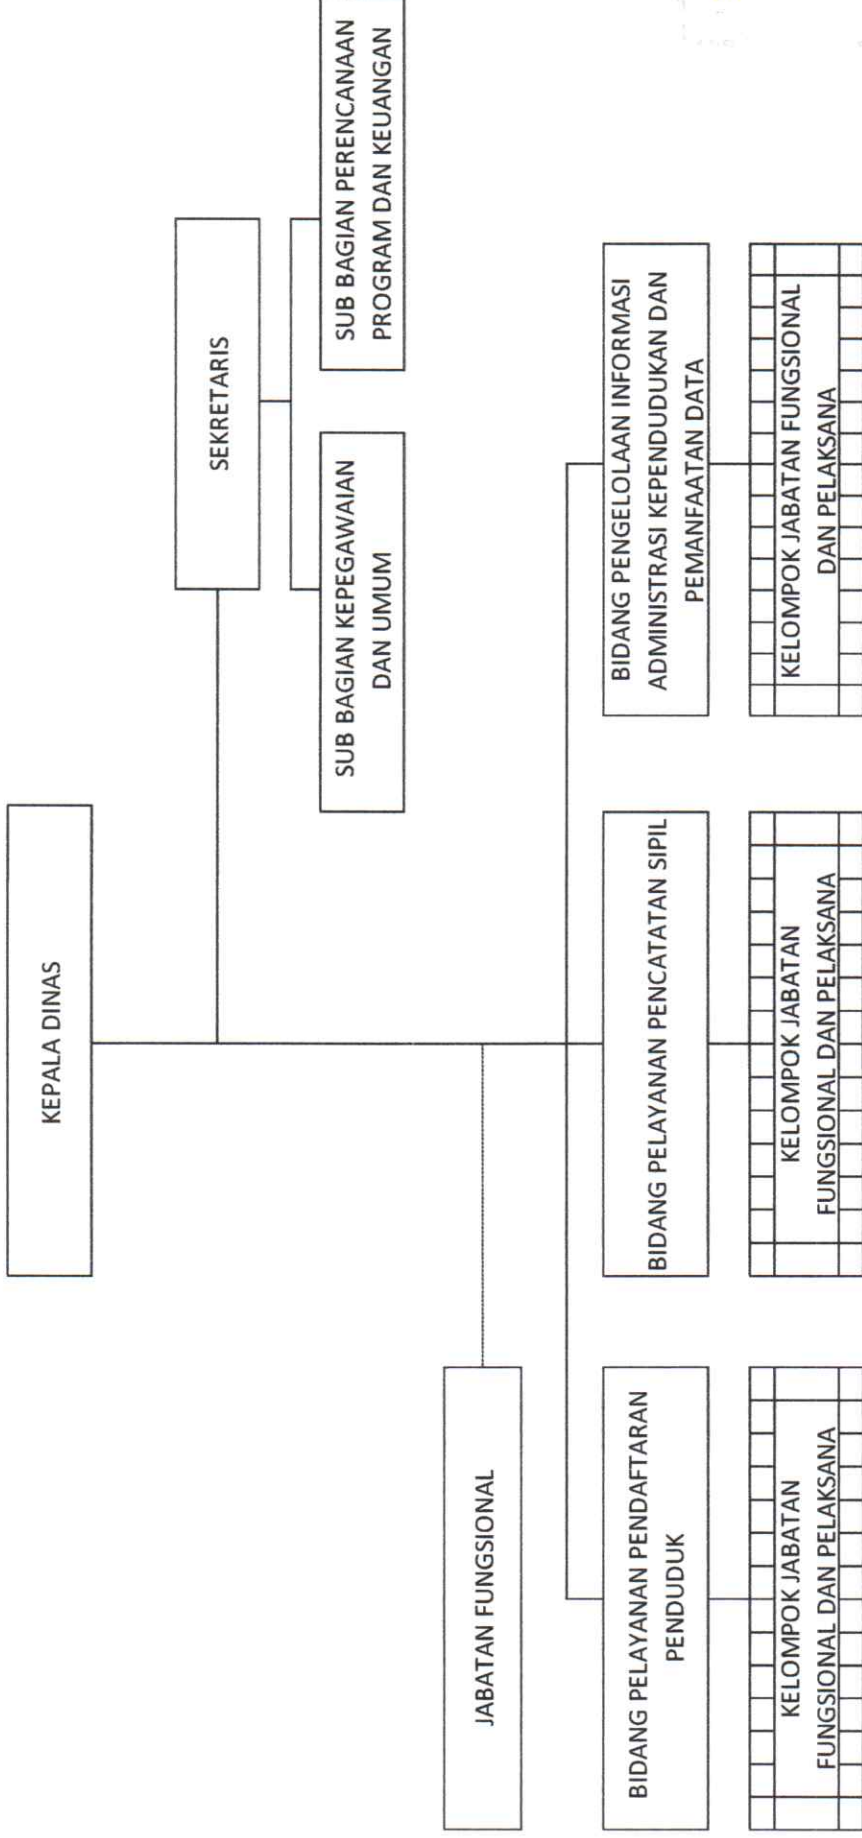 KEPALA DINAS
SEKRETARIS
SUB BAGIAN KEPEGAWAIAN
DAN UMUM
SUB BAGIAN PERENCANAAN
PROGRAM DAN KEUANGAN
JABATAN FUNGSIONAL
BIDANG PELAYANAN PENDAFTARAN
PENDUDUK
BIDANG PELAYANAN PENCATATAN SIPIL
BIDANG PENGELOLAAN INFORMASI
ADMINISTRASI KEPENDUDUKAN DAN
PEMANFAATAN DATA
KELOMPOK JABATAN
FUNGSIONAL DAN PELAKSANA
KELOMPOK JABATAN
FUNGSIONAL DAN PELAKSANA
KELOMPOK JABATAN FUNGSIONAL
DAN PELAKSANA